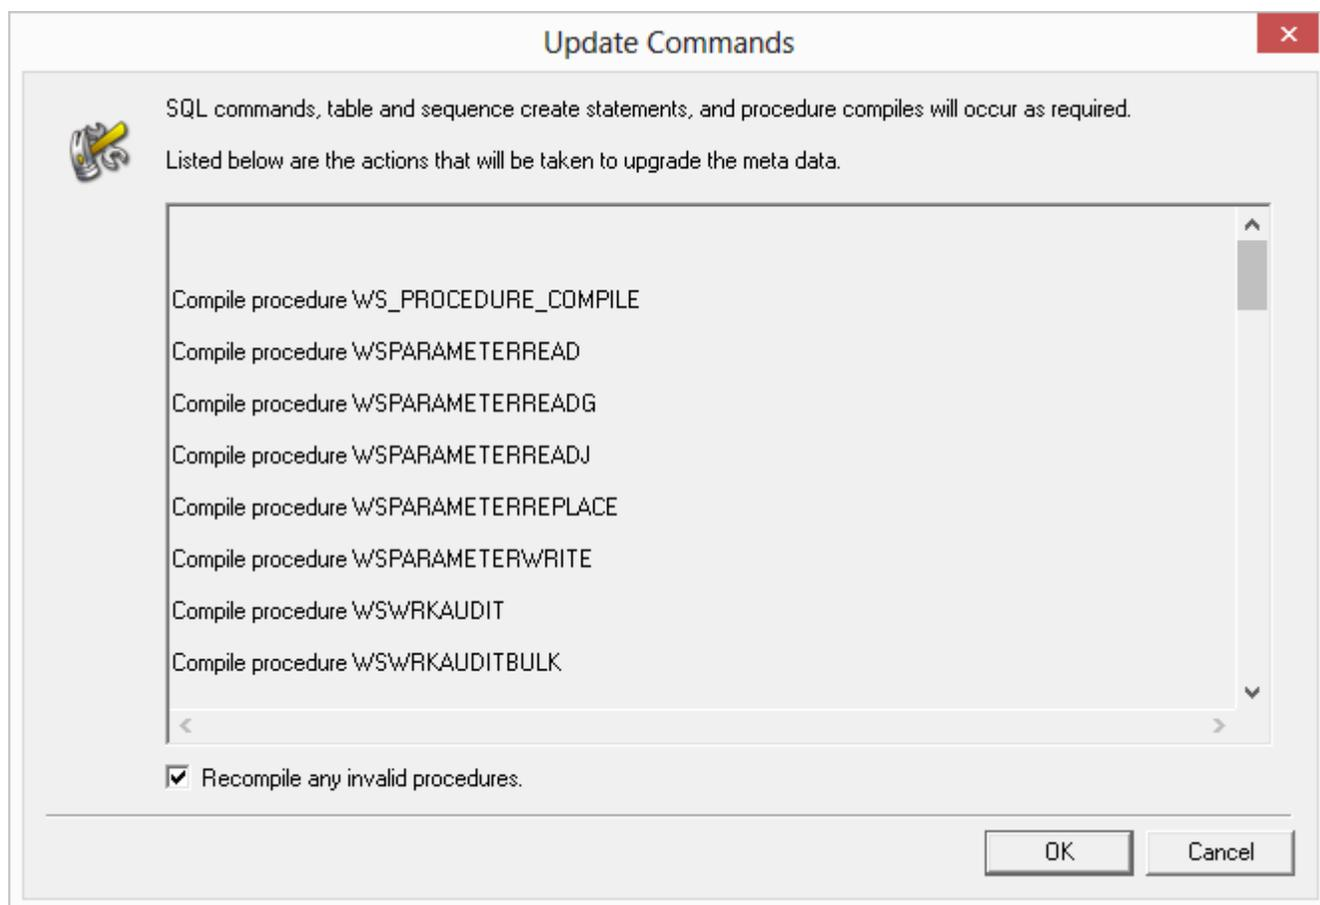 Update Commands
SQL commands, table and sequence create statements, and procedure compiles will occur as required.
Listed below are the actions that will be taken to upgrade the meta data.
Compile procedure WS_PROCEDURE_COMPILE
Compile procedure WSPARAMETERREAD
Compile procedure WSPARAMETERREADG
Compile procedure WSPARAMETERREADJ
Compile procedure WSPARAMETERREPLACE
Compile procedure WSPARAMETERWRITE
Compile procedure WSWRKAUDIT
Compile procedure WSWRKAUDITBULK
Recompile any invalid procedures.
OK Cancel